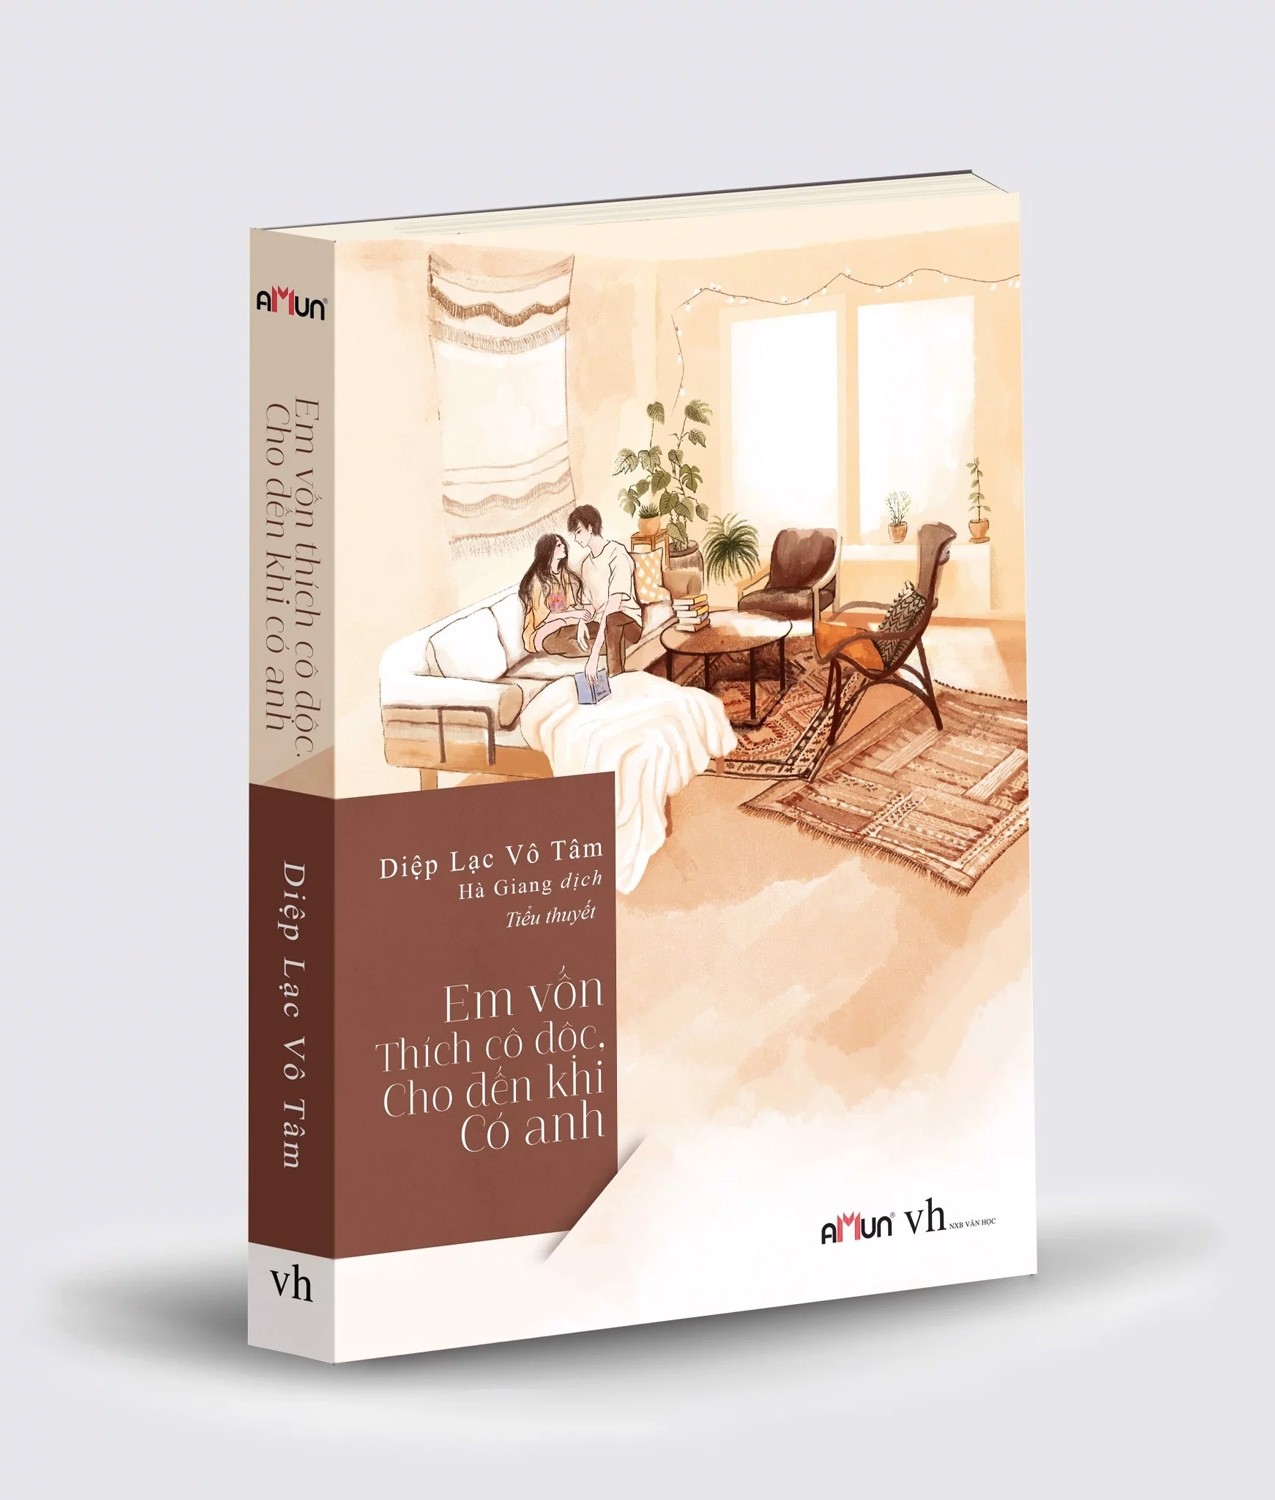 AMUN®
Em vốn thích cô độc,
Cho đến khi có anh
Diệp Lạc Vô Tâm
vh
Diệp Lạc Vô Tâm
Hà Giang dịch
Tiểu thuyết
Em vốn
Thích cô độc,
Cho đến khi
Có anh
AMUN® vh NXB VĂN HỌC